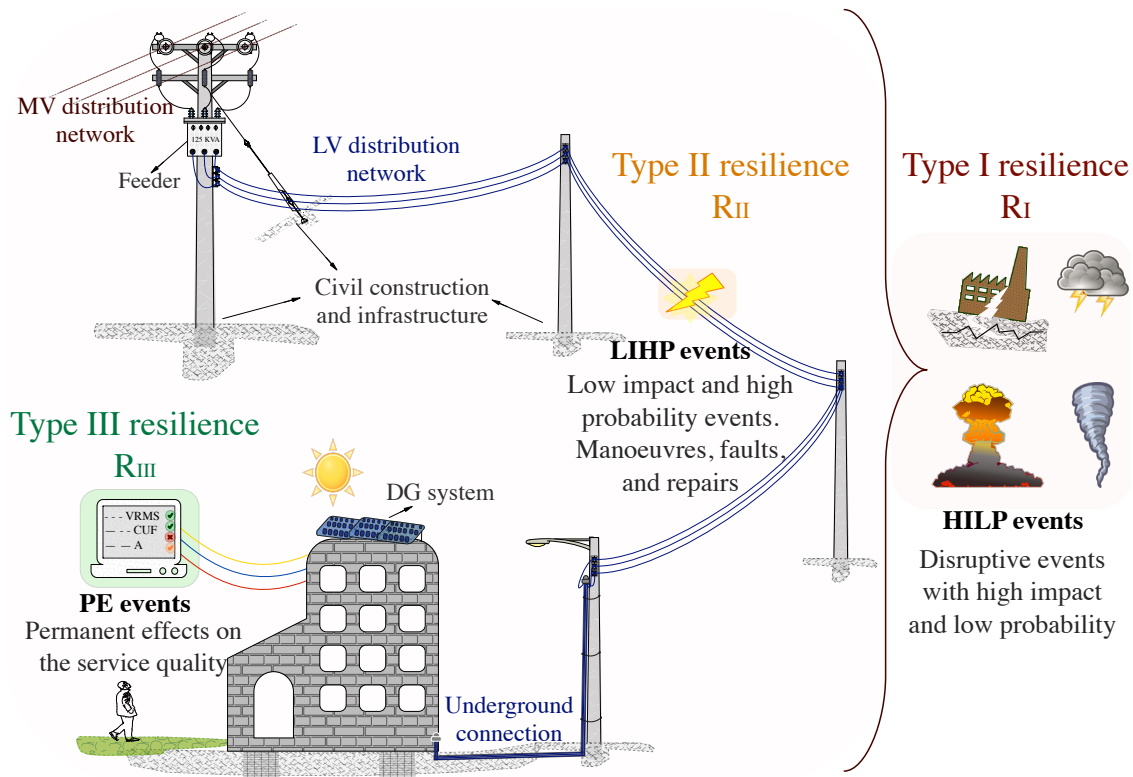 MV distribution
network
125 KVA
Feeder
LV distribution
network
Civil construction
and infrastructure
Type II resilience
RII
LIHP events
Low impact and high
probability events.
Manoeuvres, faults,
and repairs
Type I resilience
RI
HILP events
Disruptive events
with high impact
and low probability
Type III resilience
RIII
VRMS
CUF
A
PE events
Permanent effects on
the service quality
DG system
Underground
connection